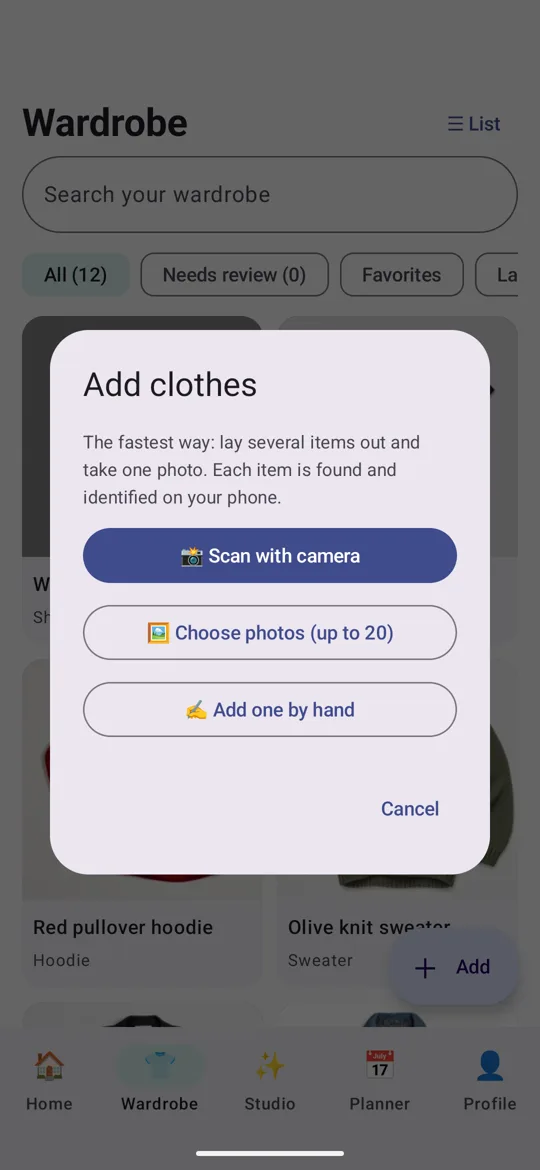 Wardrobe
☰ List
Search your wardrobe
All (12)
Needs review (0)
Favorites
La
Add clothes
The fastest way: lay several items out and
take one photo. Each item is found and
identified on your phone.
📸 Scan with camera
🖼️ Choose photos (up to 20)
✍️ Add one by hand
Cancel
Red pullover hoodie
Hoodie
Olive knit sweater
Sweater
+ Add
July
17
Home
Wardrobe
Studio
Planner
Profile